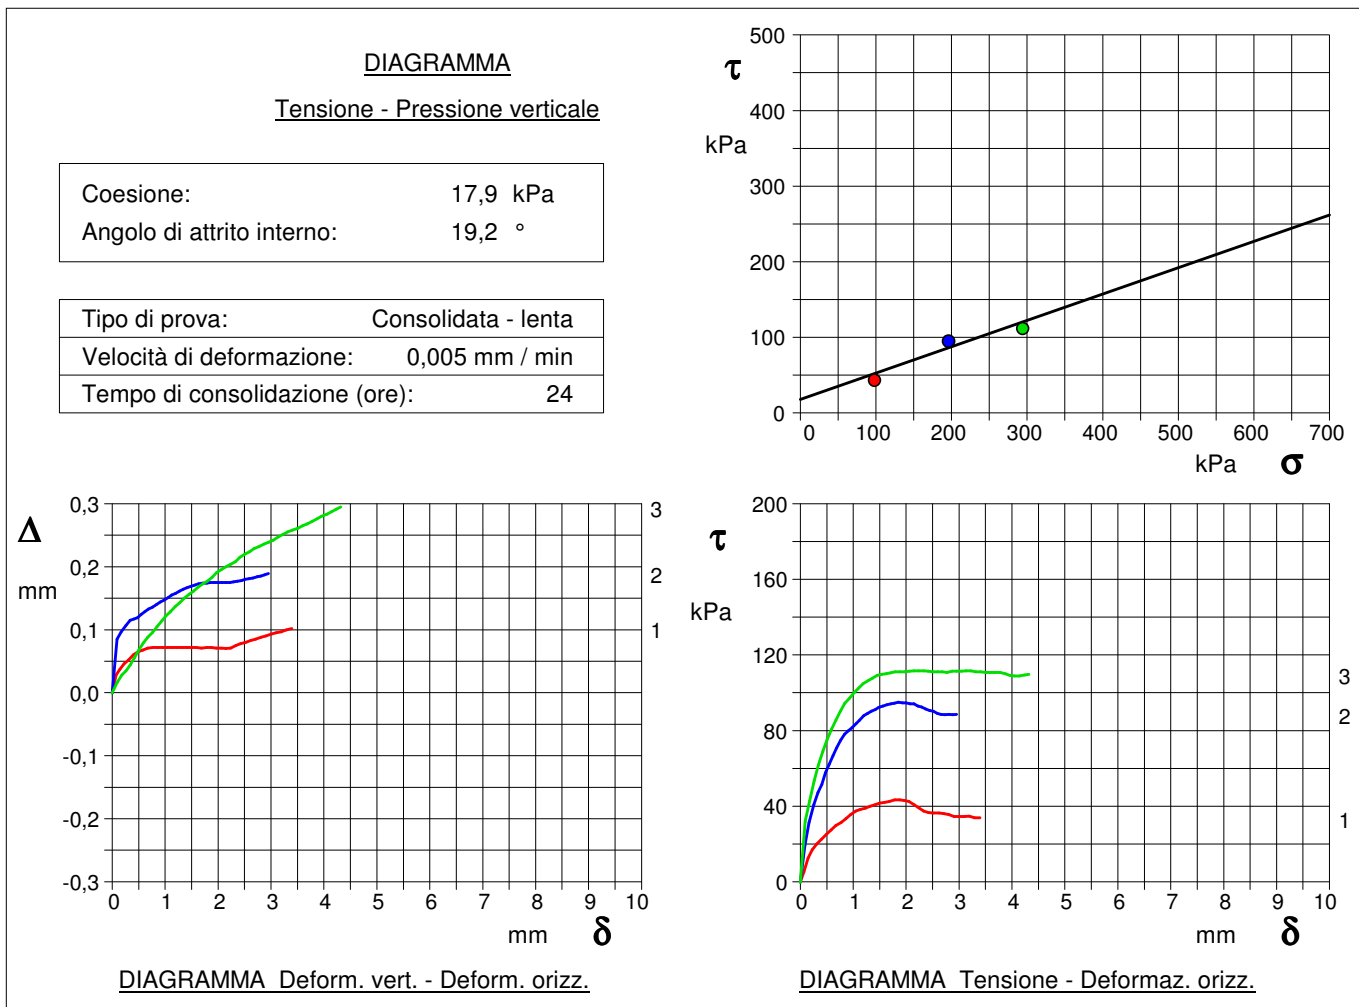 DIAGRAMMA
Tensione - Pressione verticale
Coesione: 17,9 kPa
Angolo di attrito interno: 19,2 °
Tipo di prova: Consolidata - lenta
Velocità di deformazione: 0,005 mm / min
Tempo di consolidazione (ore): 24
500
τ
400
kPa
300
200
100
0
0 100 200 300 400 500 600 700
kPa σ
0,3
Δ
0,2
mm
0,1
0,0
-0,1
-0,2
-0,3
3
2
1
0 1 2 3 4 5 6 7 8 9 10
mm δ
DIAGRAMMA Deform. vert. - Deform. orizz.
200
τ
160
kPa
120
80
40
0
3
2
1
0 1 2 3 4 5 6 7 8 9 10
mm δ
DIAGRAMMA Tensione - Deformaz. orizz.